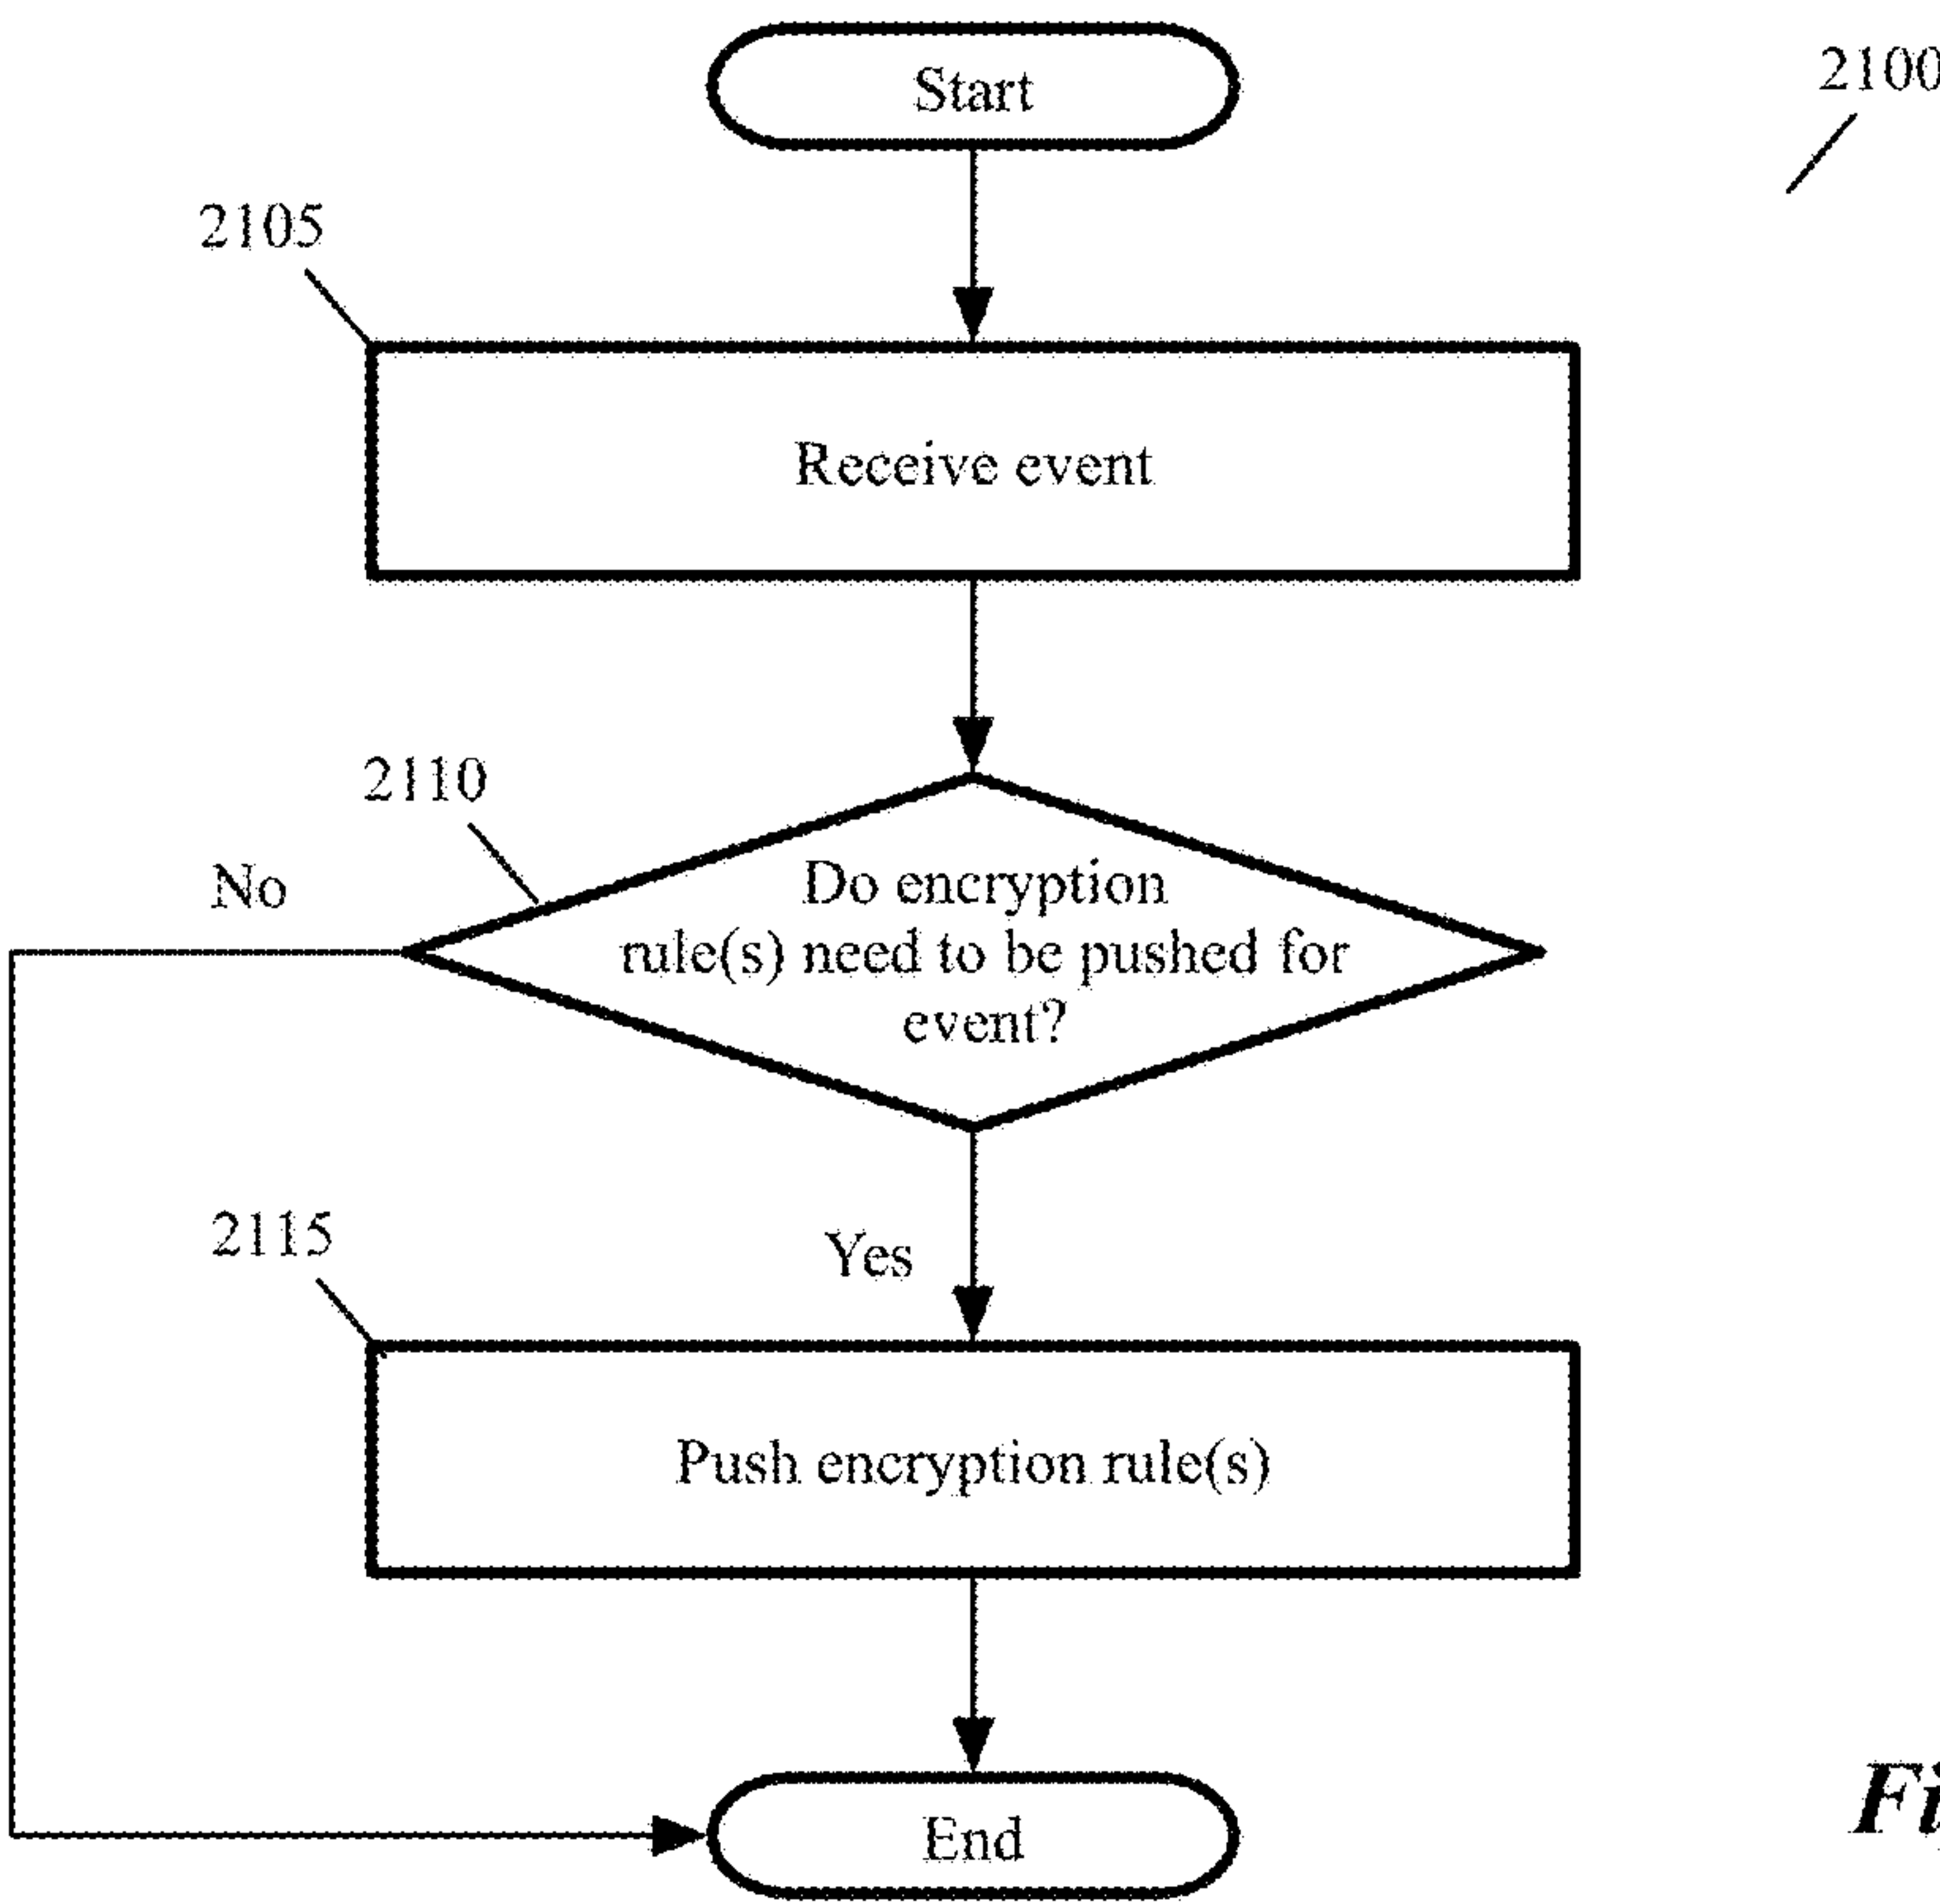 Start
2100
2105
Receive event
2110
No
Do encryption
rule(s) need to be pushed for
event?
2115
Yes
Push encryption rule(s)
End